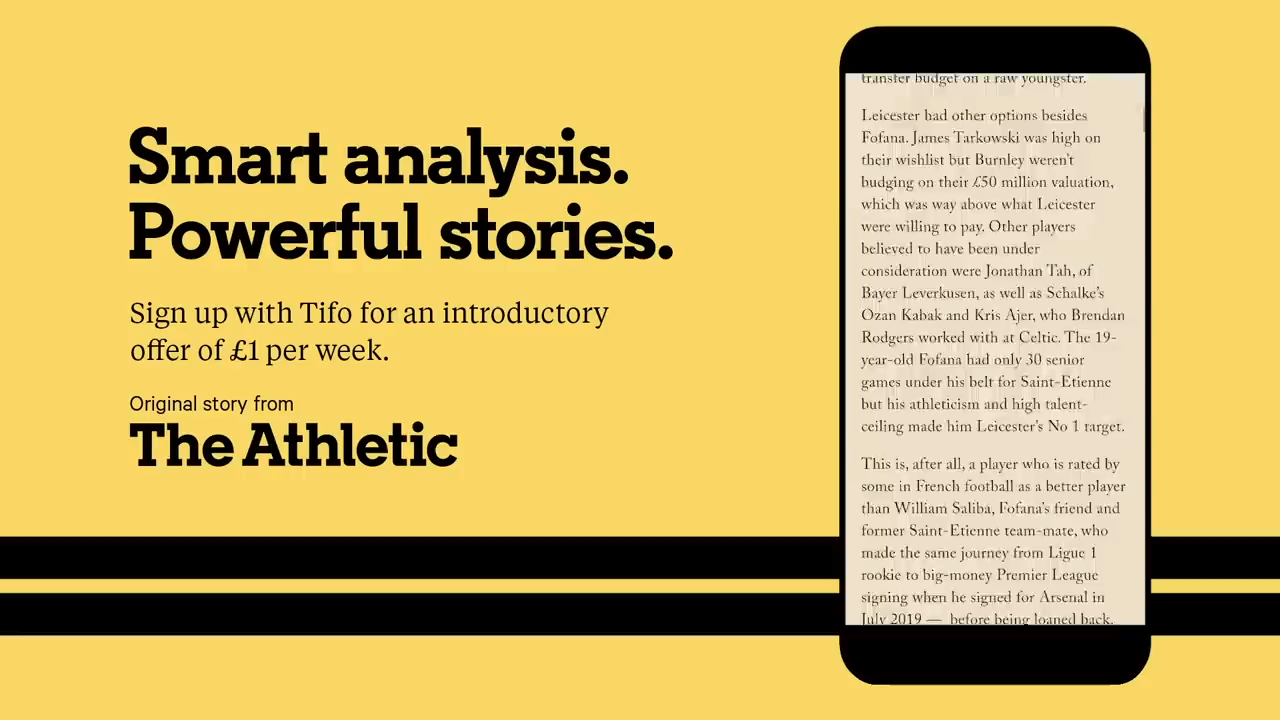 Smart analysis.
Powerful stories.
Sign up with Tifo for an introductory
offer of £1 per week.
Original story from
The Athletic
transfer budget on a raw youngster.
Leicester had other options besides
Fofana. James Tarkowski was high on
their wishlist but Burnley weren't
budging on their £50 million valuation,
which was way above what Leicester
were willing to pay. Other players
believed to have been under
consideration were Jonathan Tah, of
Bayer Leverkusen, as well as Schalke's
Ozan Kabak and Kris Ajer, who Brendan
Rodgers worked with at Celtic. The 19-
year-old Fofana had only 30 senior
games under his belt for Saint-Etienne
but his athleticism and high talent-
ceiling made him Leicester's No 1 target.
This is, after all, a player who is rated by
some in French football as a better player
than William Saliba, Fofana's friend and
former Saint-Etienne team-mate, who
made the same journey from Ligue 1
rookie to big-money Premier League
signing when he signed for Arsenal in
July 2019 — before being loaned back.